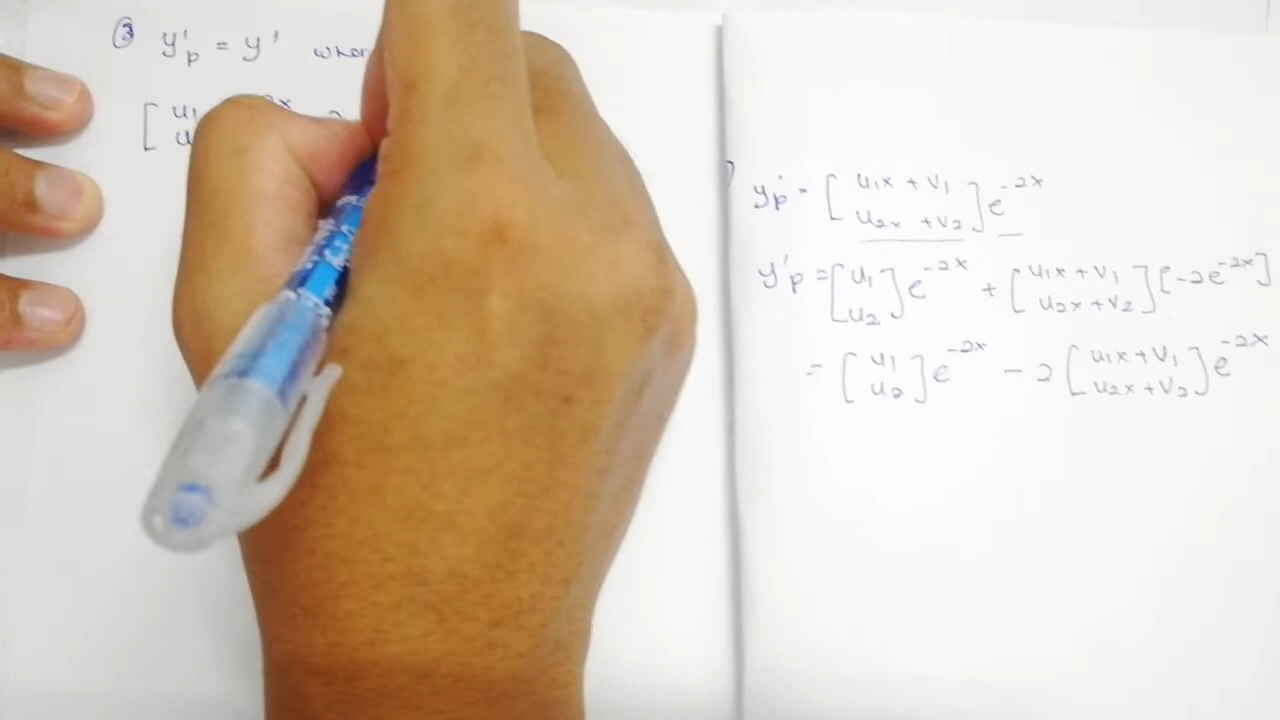 ③ y'p = y'
[ u1
y'p = [ u1x + v1
u2x + v2 ] e^-2x
y'p = [ u1
u2 ] e^-2x + [ u1x + v1
u2x + v2 ] [-2e^-2x]
= [ u1
u2 ] e^-2x - 2 [ u1x + v1
u2x + v2 ] e^-2x